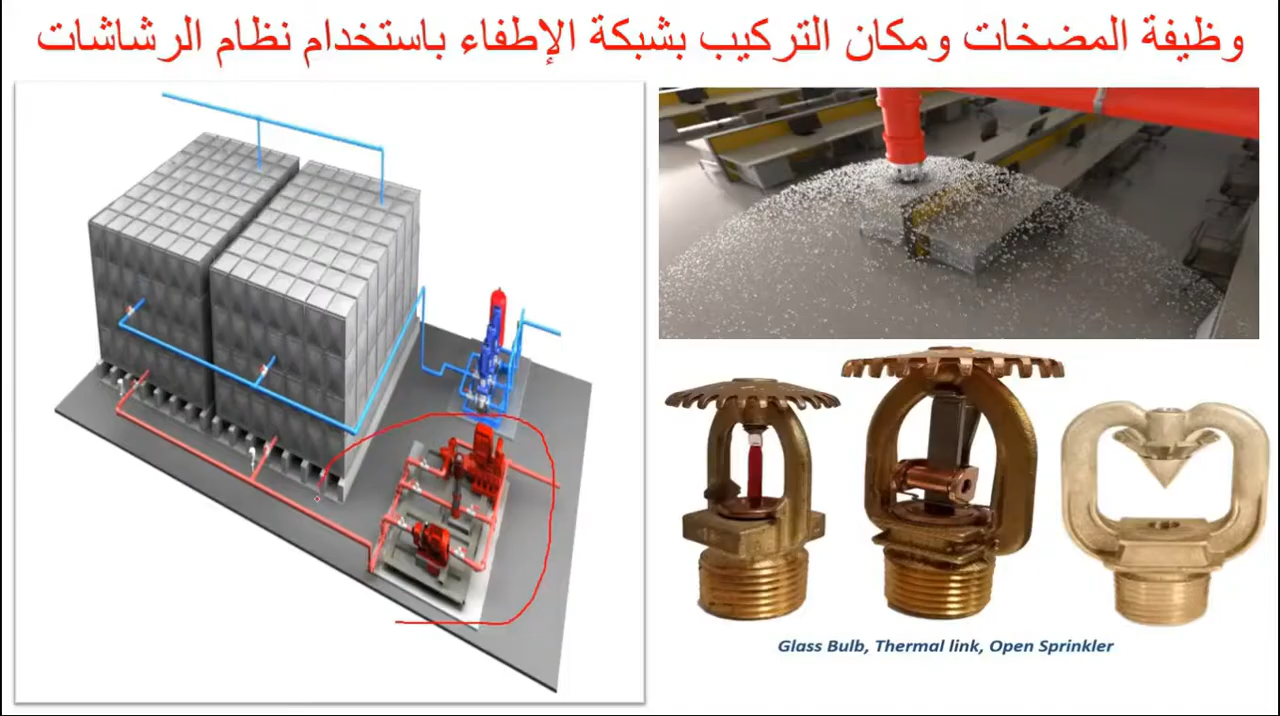 وظيفة المضخات ومكان التركيب بشبكة الإطفاء باستخدام نظام الرشاشات
Glass Bulb, Thermal link, Open Sprinkler